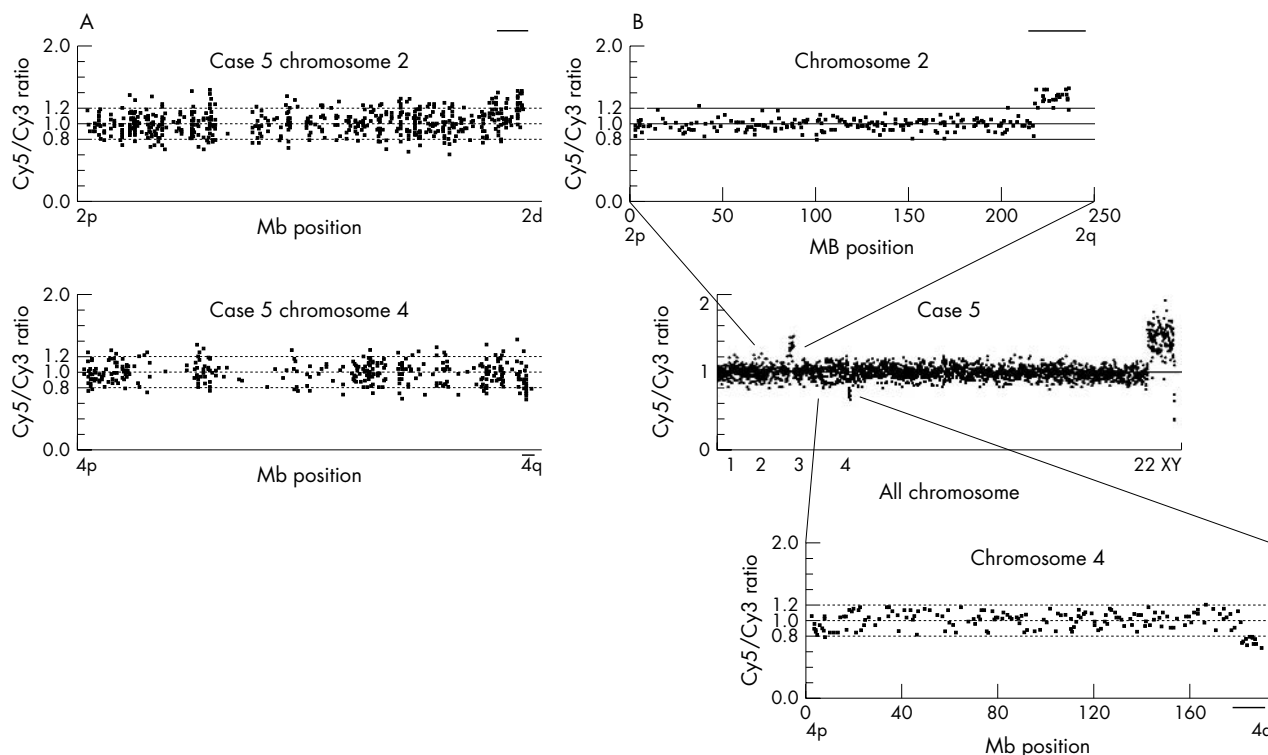 A
Case 5 chromosome 2
Cy5/Cy3 ratio
2.0
1.2
1.0
0.8
0.0
2p
2d
Mb position
Case 5 chromosome 4
Cy5/Cy3 ratio
2.0
1.2
1.0
0.8
0.0
4p
4q
Mb position
B
Chromosome 2
Cy5/Cy3 ratio
2.0
1.2
1.0
0.8
0.0
0 50 100 150 200 250
2p 2q
MB position
Case 5
Cy5/Cy3 ratio
2
1
0
1 2 3 4 22 XY
All chromosome
Chromosome 4
Cy5/Cy3 ratio
2.0
1.2
1.0
0.8
0.0
0 40 80 120 160
4p 4q
Mb position